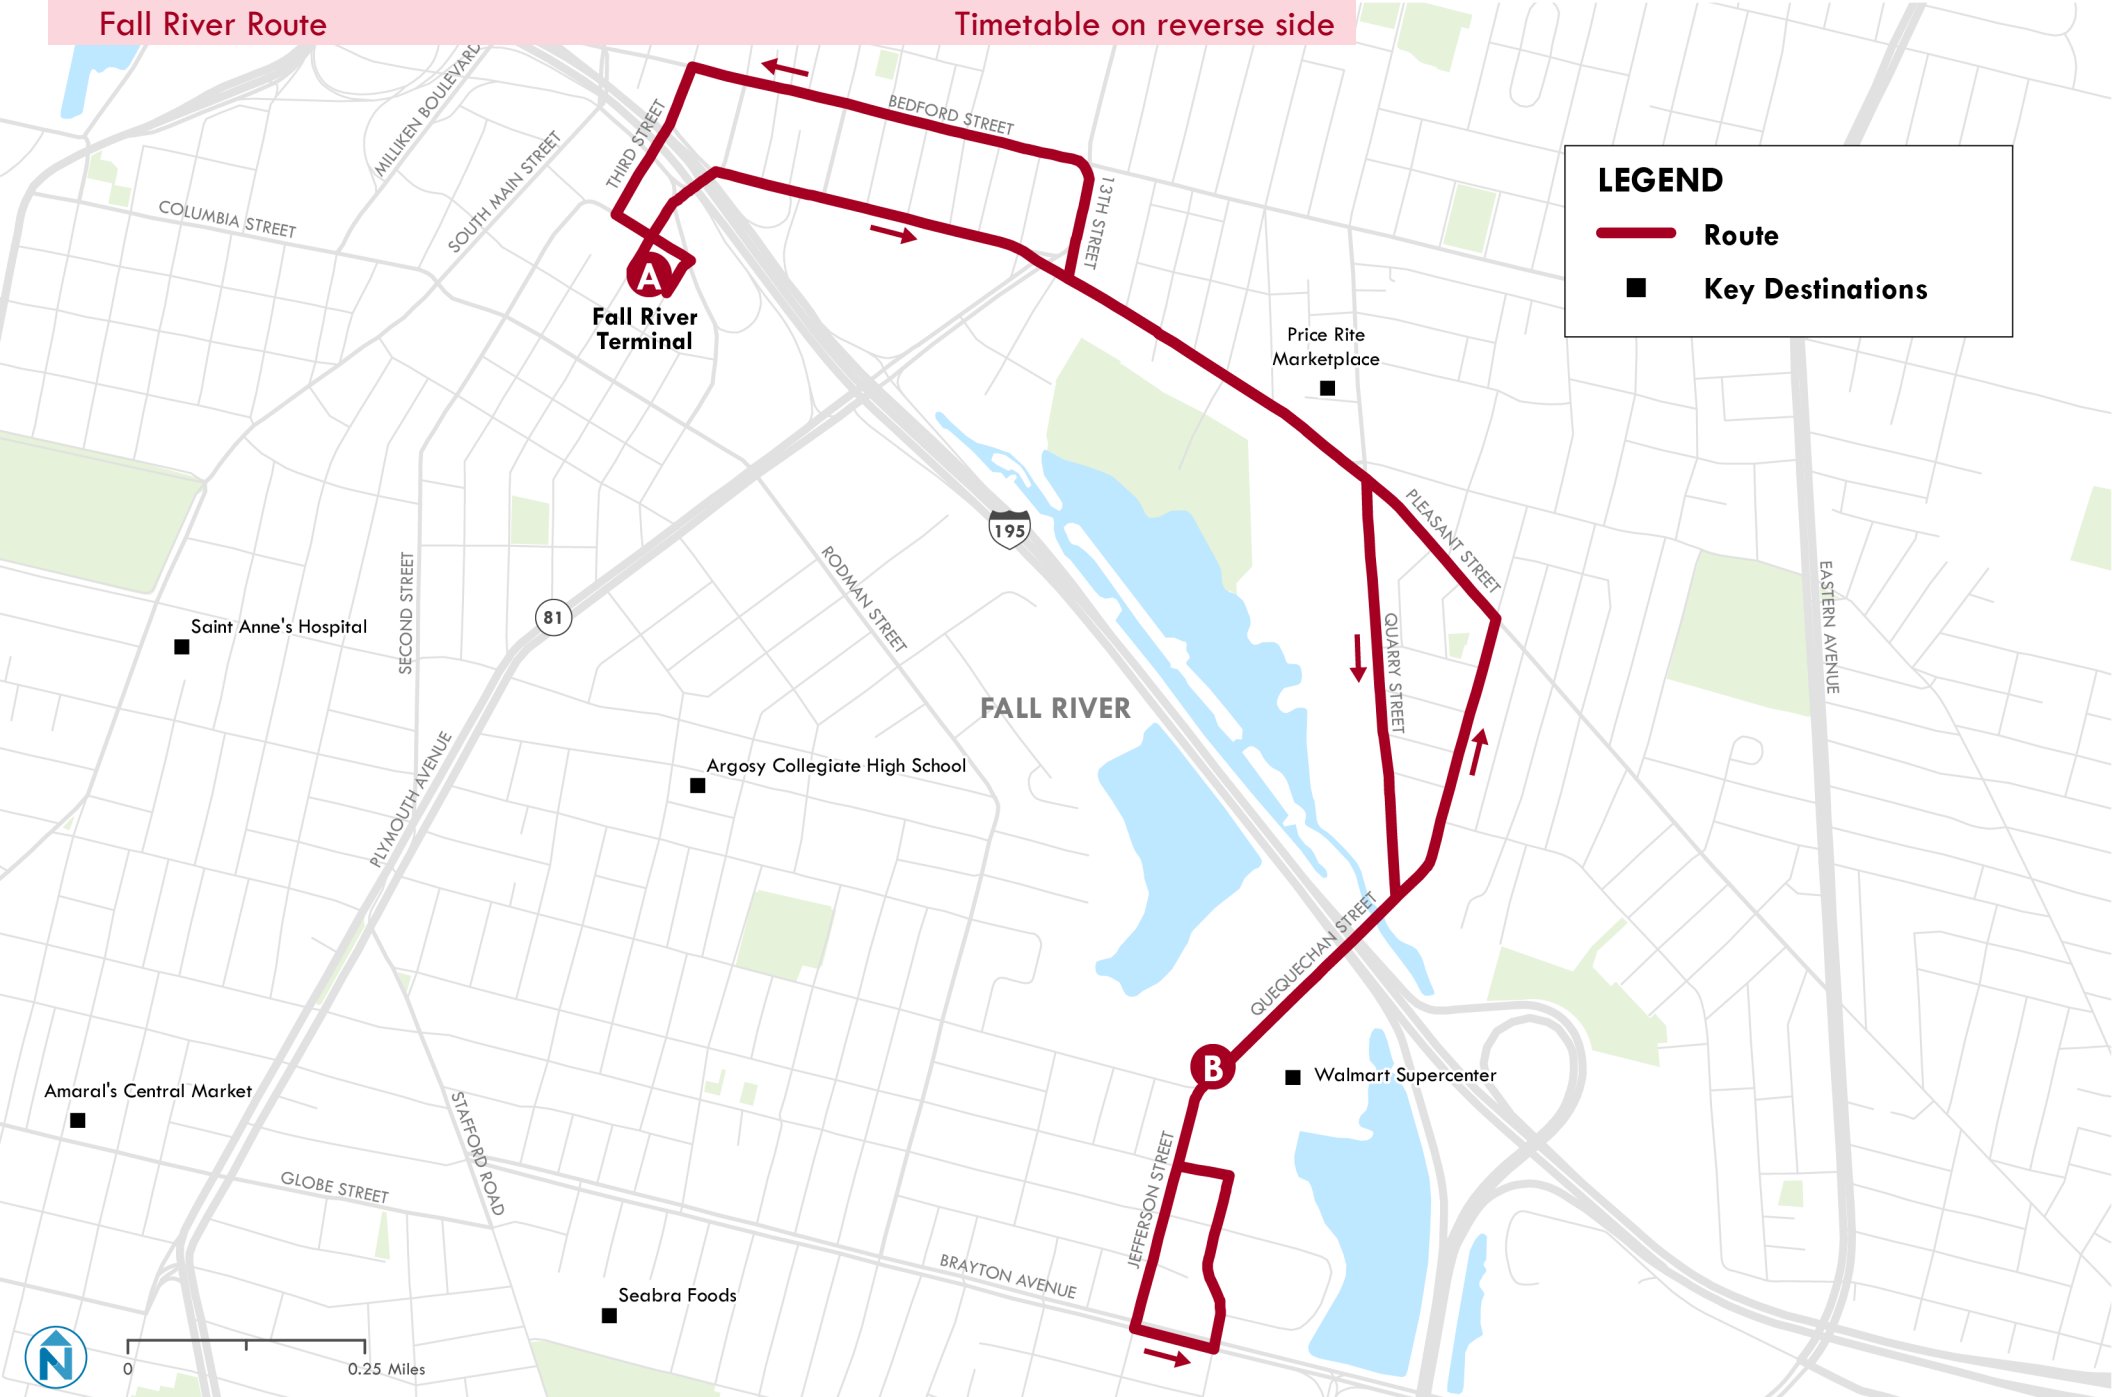 Fall River Route
Timetable on reverse side
MILLIKEN BOULEVARD
THIRD STREET
BEDFORD STREET
SOUTH MAIN STREET
COLUMBIA STREET
13TH STREET
LEGEND
Route
Key Destinations
A
Fall River
Terminal
Price Rite
Marketplace
PLEASANT STREET
195
SECOND STREET
RODMAN STREET
EASTERN AVENUE
81
Saint Anne's Hospital
QUARRY STREET
FALL RIVER
PLYMOUTH AVENUE
Argosy Collegiate High School
QUEQUECHAN STREET
B
Walmart Supercenter
Amaral's Central Market
STAFFORD ROAD
GLOBE STREET
JEFFERSON STREET
BRAYTON AVENUE
Seabra Foods
N
0
0.25 Miles